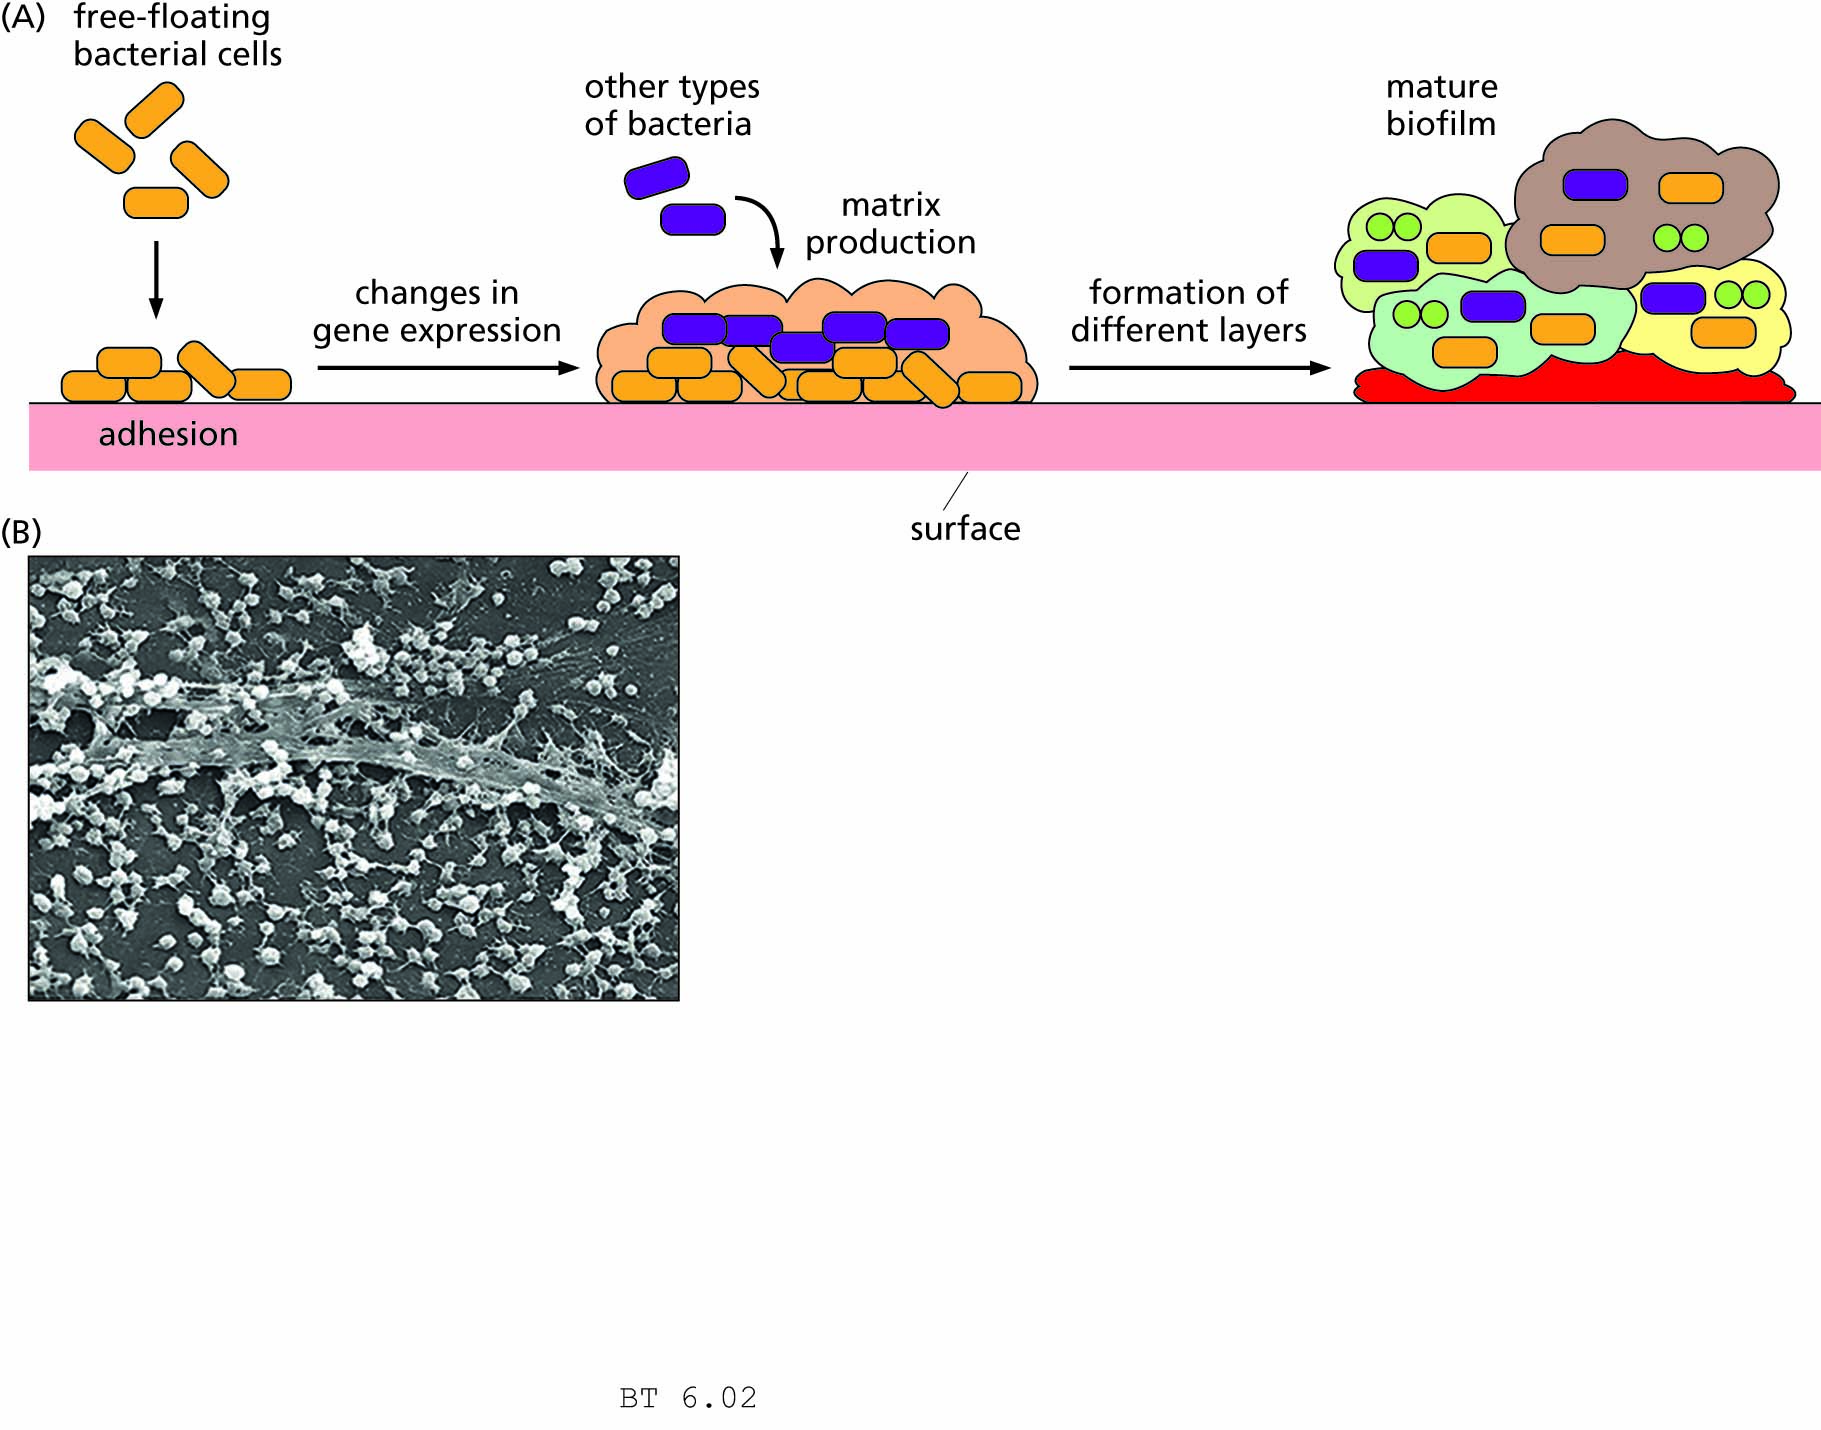 (A)
free-floating
bacterial cells
other types
of bacteria
mature
biofilm
matrix
production
changes in
gene expression
formation of
different layers
adhesion
surface
(B)
BT 6.02